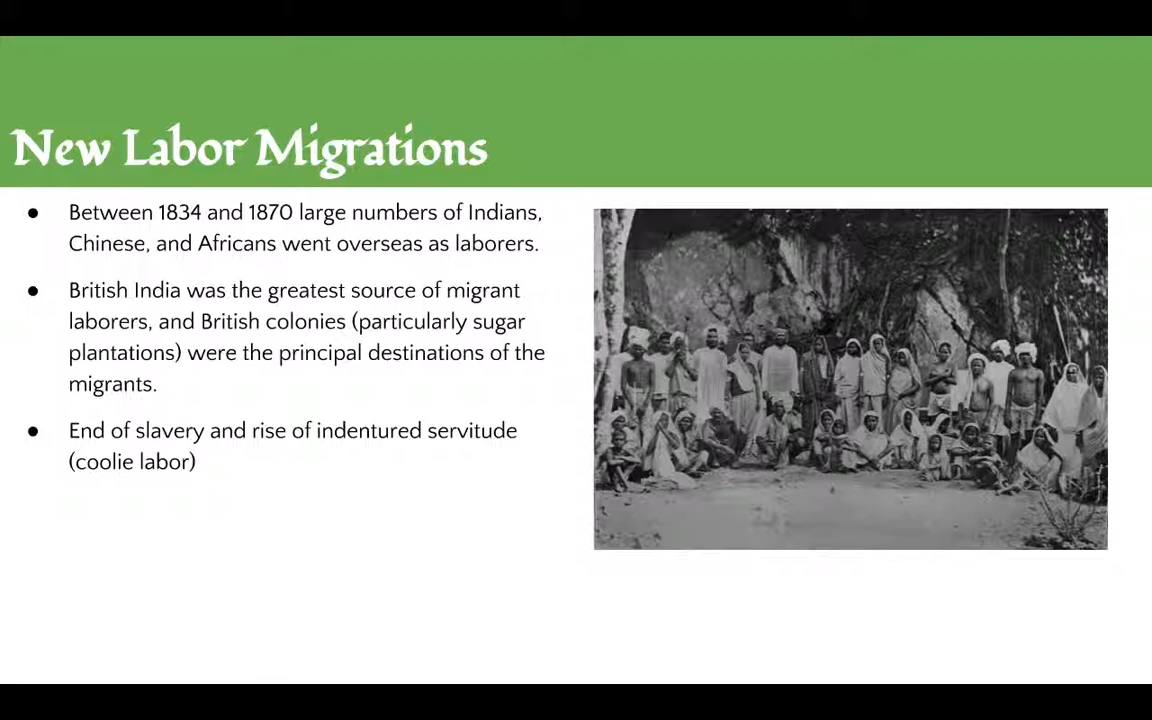 New Labor Migrations
● Between 1834 and 1870 large numbers of Indians,
Chinese, and Africans went overseas as laborers.
● British India was the greatest source of migrant
laborers, and British colonies (particularly sugar
plantations) were the principal destinations of the
migrants.
● End of slavery and rise of indentured servitude
(coolie labor)